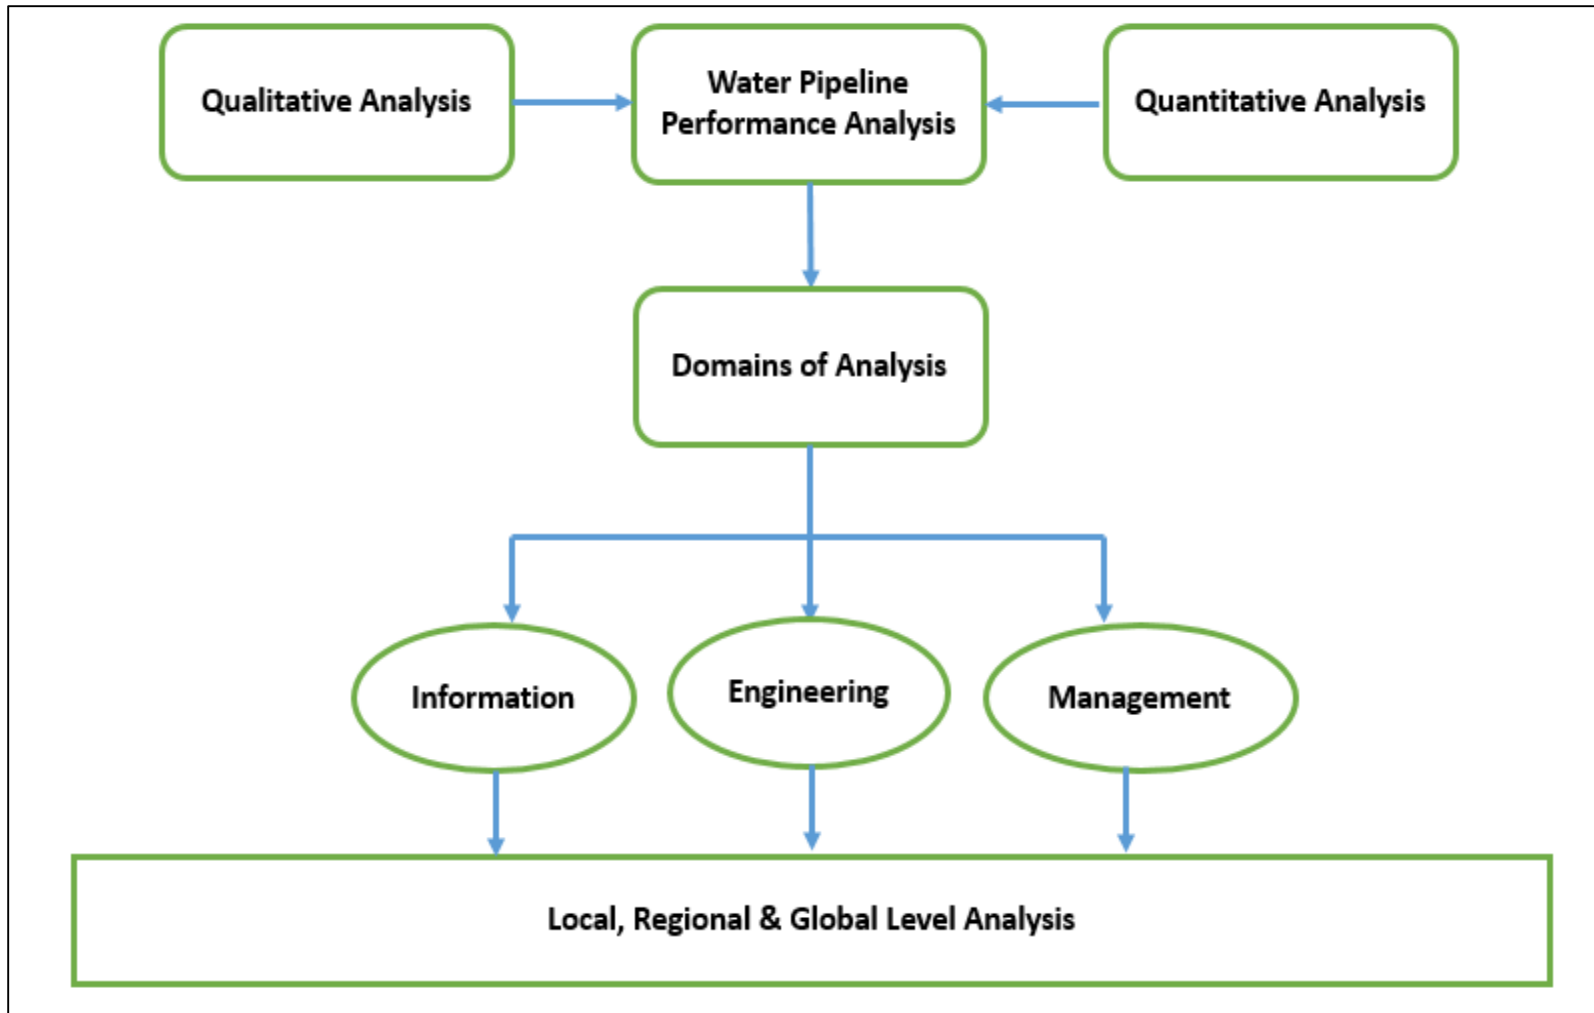 Qualitative Analysis
Water Pipeline
Performance Analysis
Quantitative Analysis
Domains of Analysis
Information
Engineering
Management
Local, Regional & Global Level Analysis